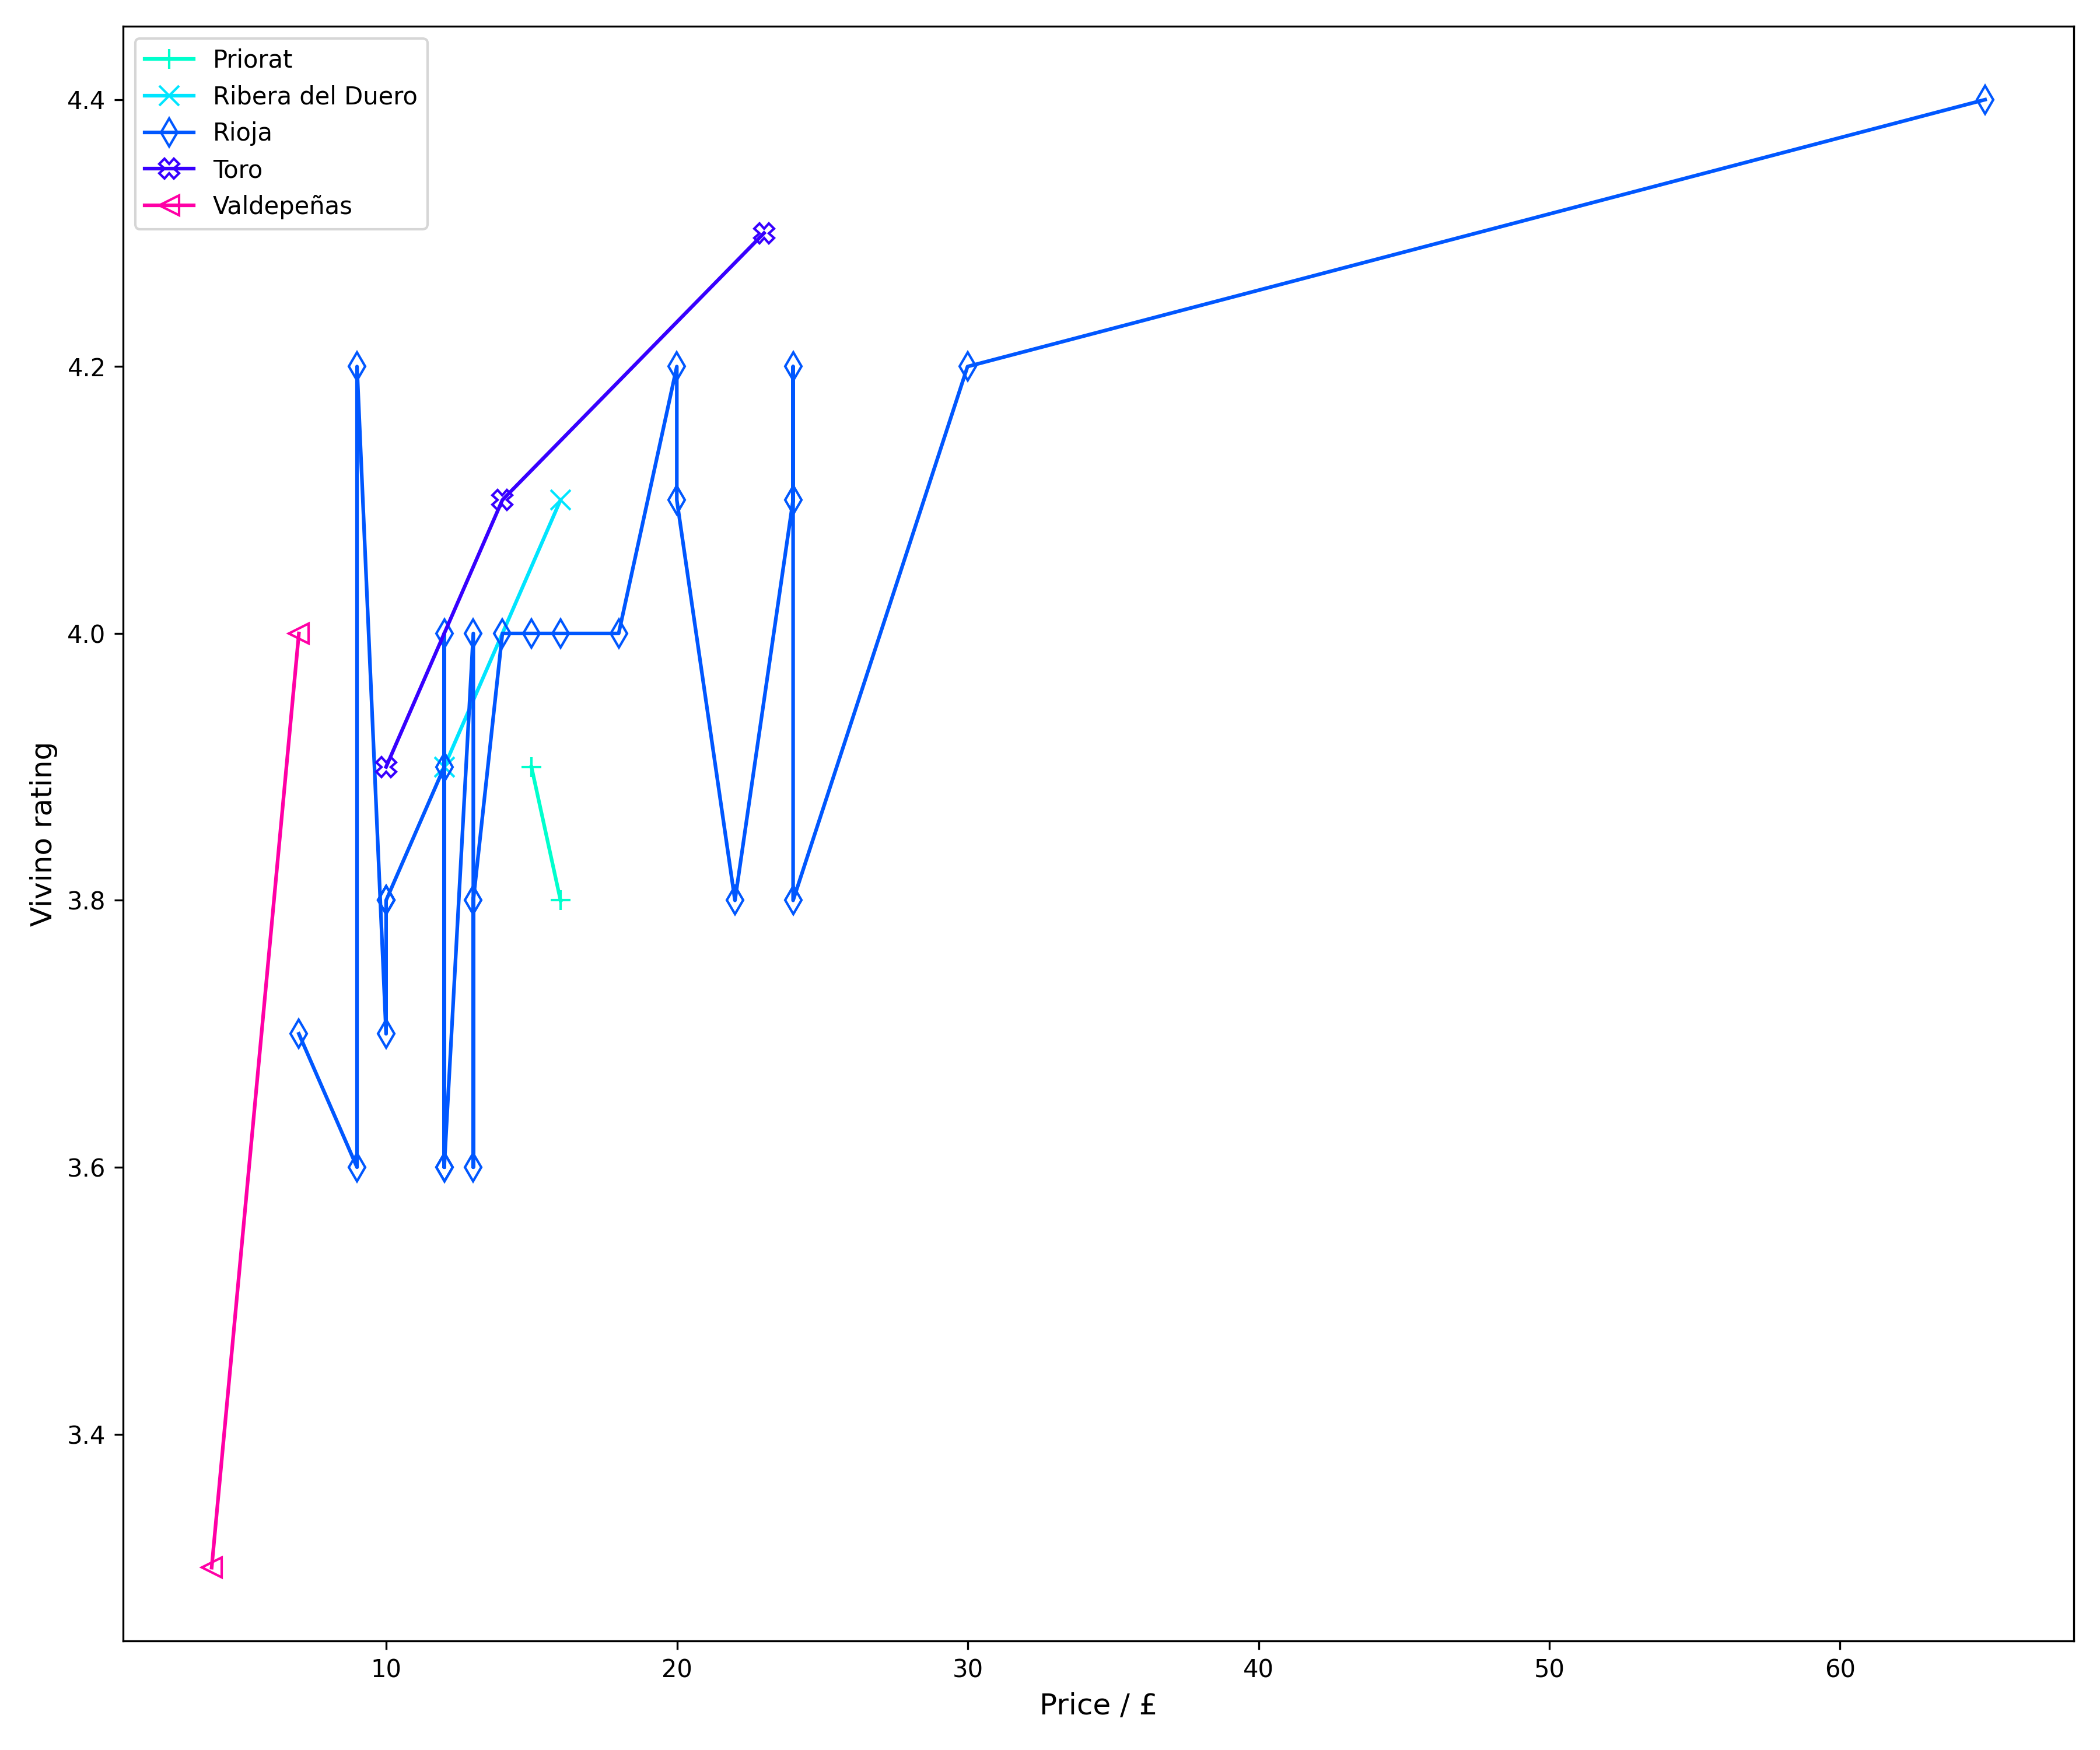 Priorat
Ribera del Duero
Rioja
Toro
Valdepeñas
4.4
4.2
4.0
3.8
3.6
3.4
Vivino rating
10 20 30 40 50 60
Price / £